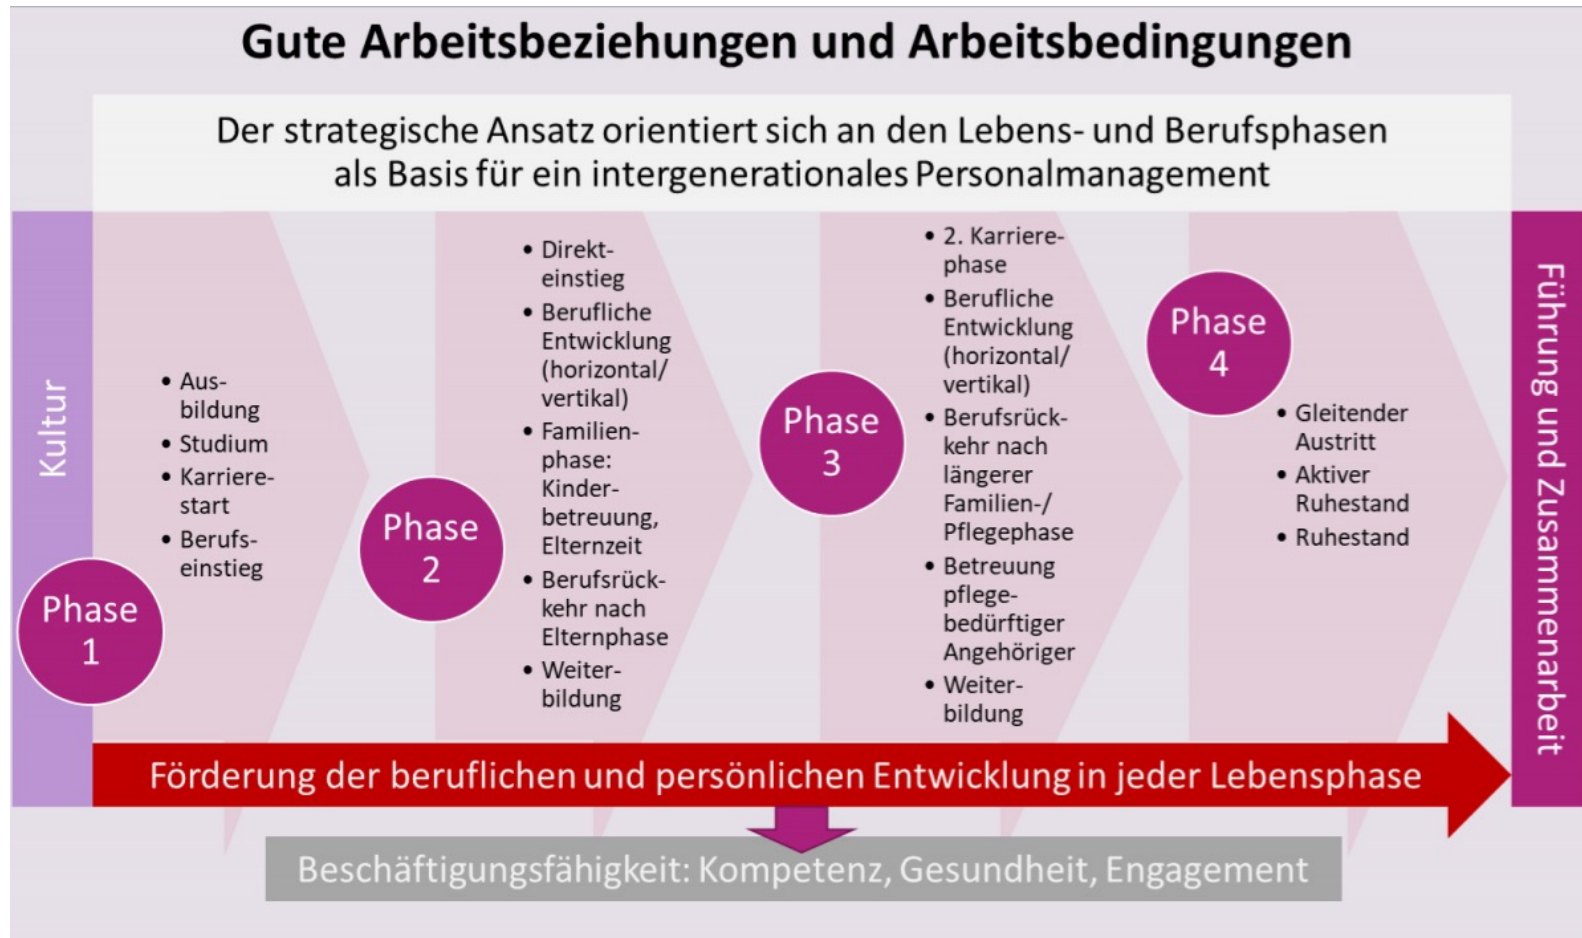 Gute Arbeitsbeziehungen und Arbeitsbedingungen
Der strategische Ansatz orientiert sich an den Lebens- und Berufsphasen
als Basis für ein intergenerationales Personalmanagement
Kultur
Phase
1
• Aus-
bildung
• Studium
• Karriere-
start
• Berufs-
einstieg
Phase
2
• Direkt-
einstieg
• Berufliche
Entwicklung
(horizontal/
vertikal)
• Familien-
phase:
Kinder-
betreuung,
Elternzeit
• Berufsrück-
kehr nach
Elternphase
• Weiter-
bildung
Phase
3
• 2. Karriere-
phase
• Berufliche
Entwicklung
(horizontal/
vertikal)
• Berufsrück-
kehr nach
längerer
Familien-/
Pflegephase
• Betreuung
pflege-
bedürftiger
Angehöriger
• Weiter-
bildung
Phase
4
• Gleitender
Austritt
• Aktiver
Ruhestand
• Ruhestand
Führung und Zusammenarbeit
Förderung der beruflichen und persönlichen Entwicklung in jeder Lebensphase
Beschäftigungsfähigkeit: Kompetenz, Gesundheit, Engagement